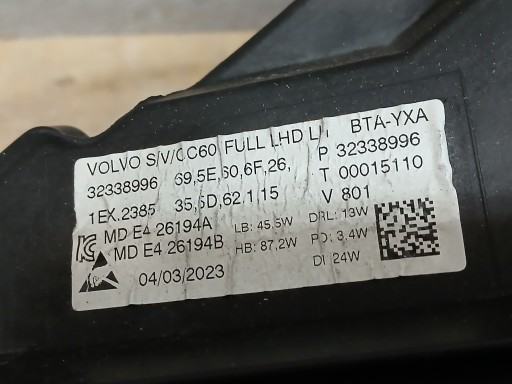 VOLVO S/V/CC60 FULL LHD LH BTA-YXA
32338996 69,5E,60,6F,26, P 32338996
1EX.2385 35,5D,62,1,15 T 00015110
MD E4 26194A LB: 45,5W DRL: 13W V 801
MD E4 26194B HB: 87,2W PO: 3,4W
04/03/2023 DI: 24W